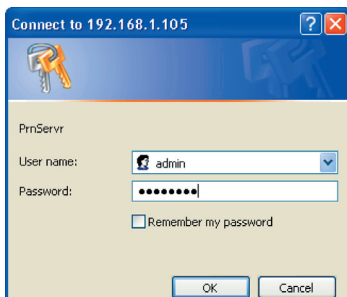 Connect to 192.168.1.105
PrnServr
User name:
admin
Password:
••••••••
Remember my password
OK
Cancel